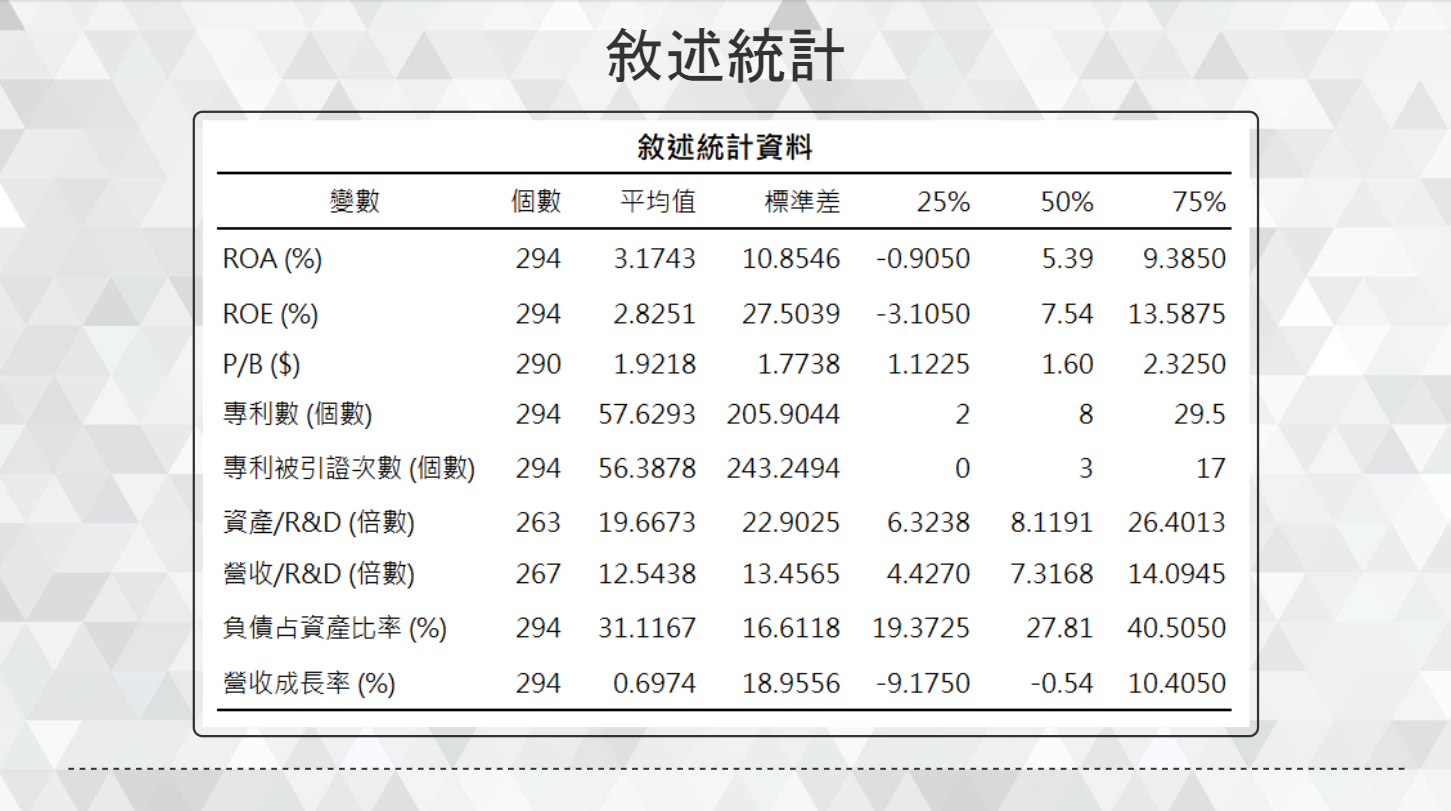 敘述統計
敘述統計資料
變數 個數 平均值 標準差 25% 50% 75%
ROA (%) 294 3.1743 10.8546 -0.9050 5.39 9.3850
ROE (%) 294 2.8251 27.5039 -3.1050 7.54 13.5875
P/B ($) 290 1.9218 1.7738 1.1225 1.60 2.3250
專利數 (個數) 294 57.6293 205.9044 2 8 29.5
專利被引證次數 (個數) 294 56.3878 243.2494 0 3 17
資產/R&D (倍數) 263 19.6673 22.9025 6.3238 8.1191 26.4013
營收/R&D (倍數) 267 12.5438 13.4565 4.4270 7.3168 14.0945
負債占資產比率 (%) 294 31.1167 16.6118 19.3725 27.81 40.5050
營收成長率 (%) 294 0.6974 18.9556 -9.1750 -0.54 10.4050